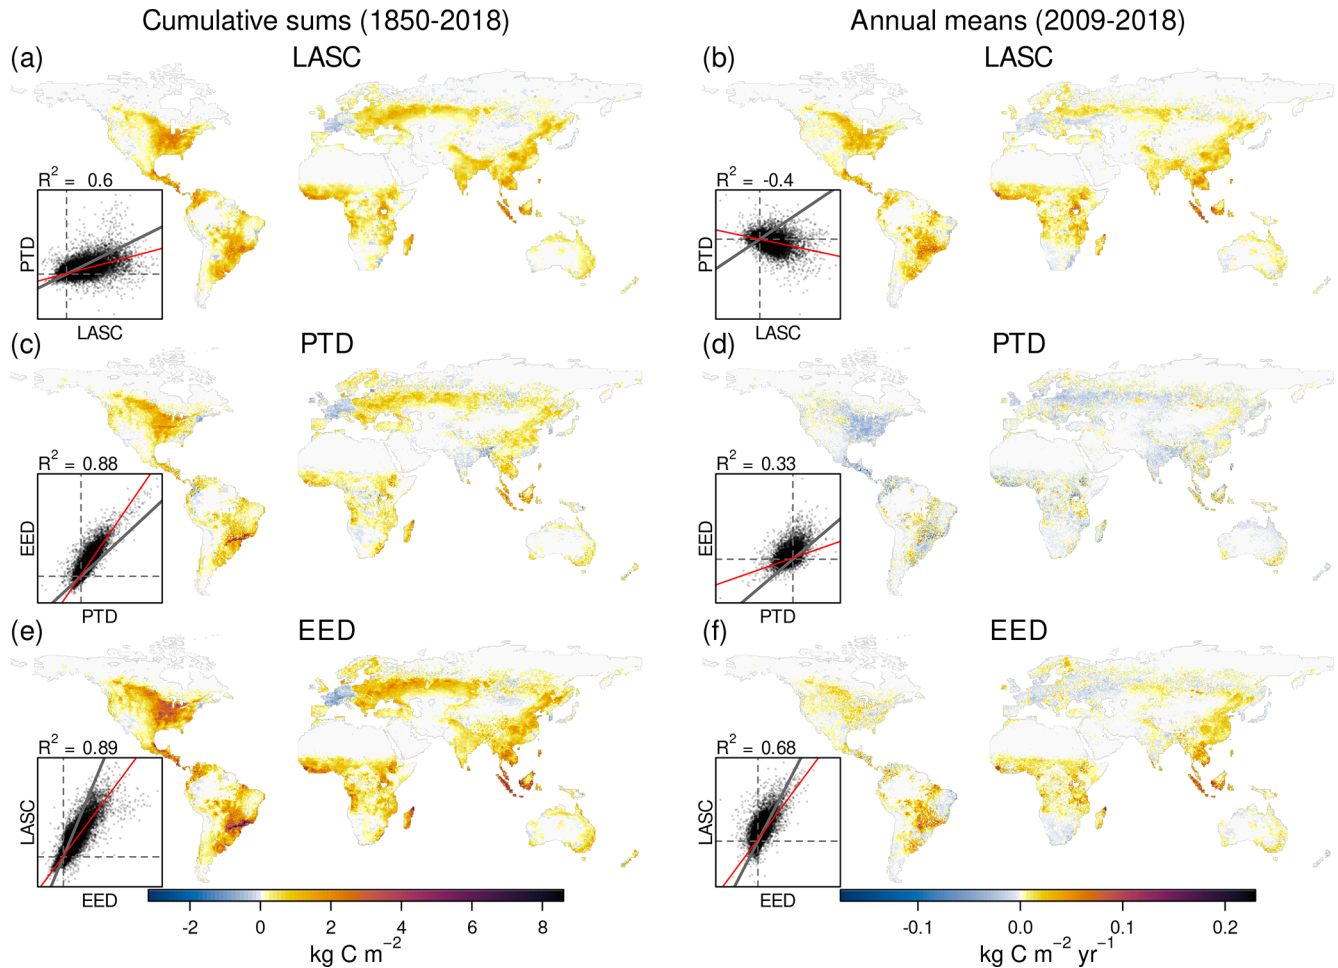 Cumulative sums (1850-2018)
Annual means (2009-2018)
(a)
LASC
R² = 0.6
PTD
LASC
(b)
LASC
R² = -0.4
PTD
LASC
(c)
PTD
R² = 0.88
EED
PTD
(d)
PTD
R² = 0.33
EED
PTD
(e)
EED
R² = 0.89
LASC
EED
(f)
EED
R² = 0.68
LASC
EED
-2 0 2 4 6 8
kg C m⁻²
-0.1 0.0 0.1 0.2
kg C m⁻² yr⁻¹